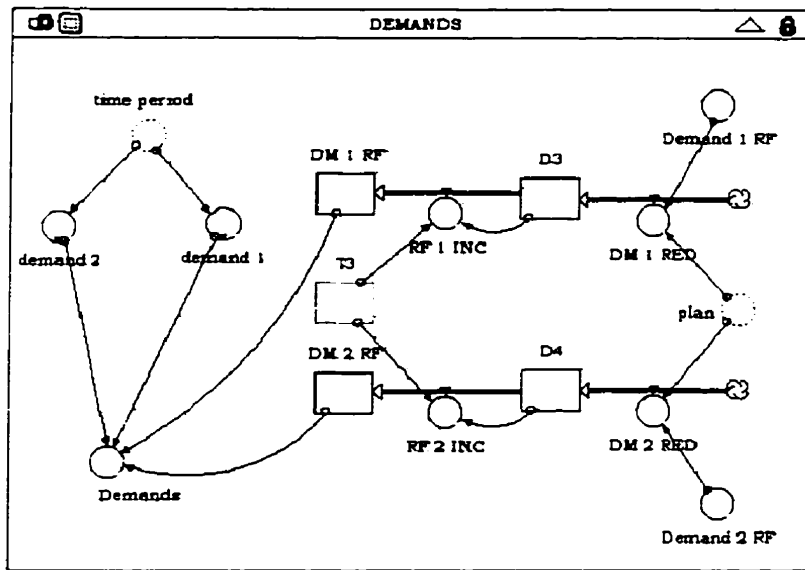 DEMANDS
time period
demand 2
demand 1
DM 1 RF
D3
Demand 1 RF
RF 1 INC
DM 1 RED
T3
plan
DM 2 RF
D4
RF 2 INC
DM 2 RED
Demands
Demand 2 RF